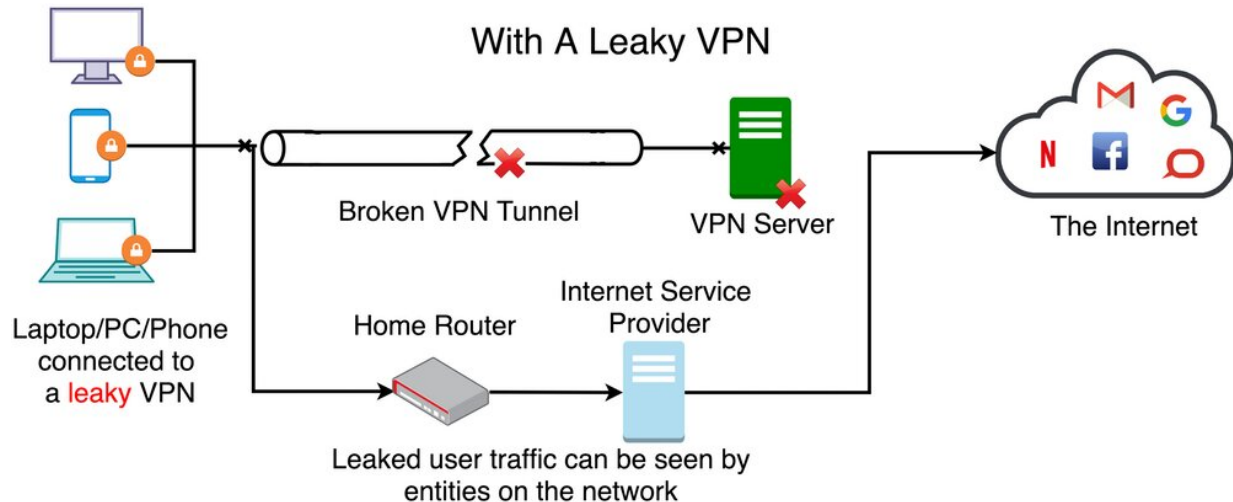 With A Leaky VPN
Broken VPN Tunnel
VPN Server
N
G
f
The Internet
Laptop/PC/Phone
connected to
a leaky VPN
Home Router
Internet Service
Provider
Leaked user traffic can be seen by
entities on the network